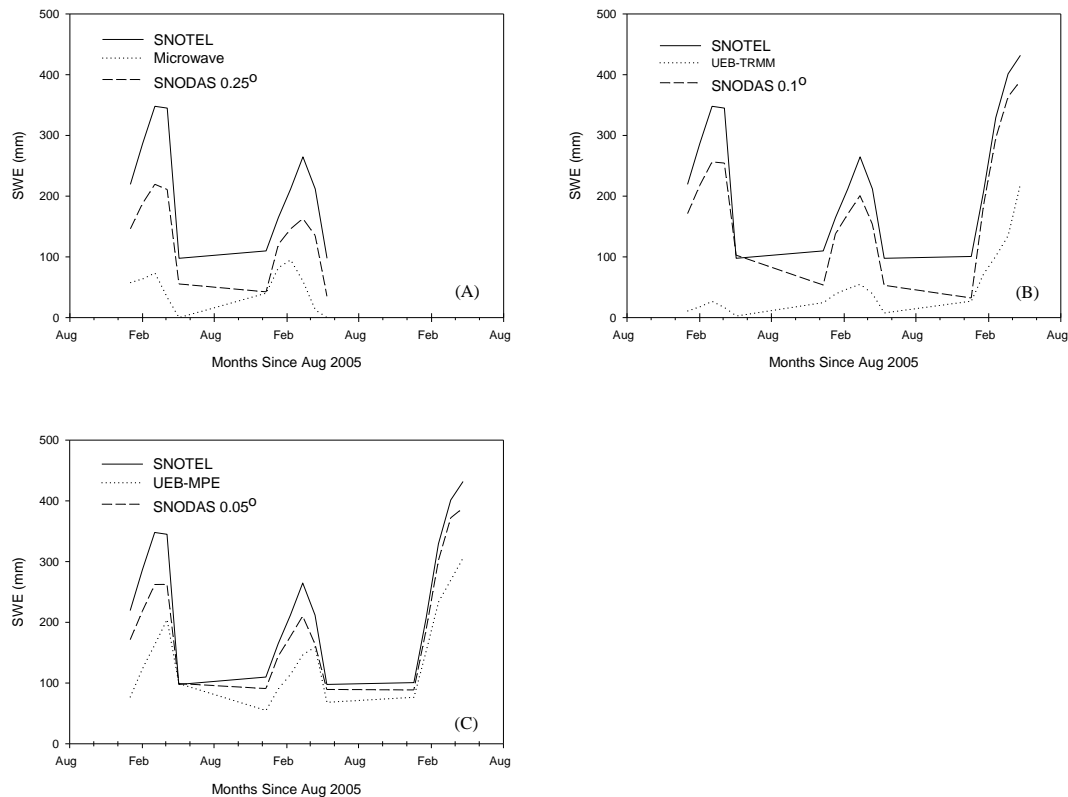 500
400
300
200
100
0
SWE (mm)
SNOTEL
Microwave
SNODAS 0.25o
(A)
Aug Feb Aug Feb Aug Feb Aug
Months Since Aug 2005
500
400
300
200
100
0
SWE (mm)
SNOTEL
UEB-TRMM
SNODAS 0.1o
(B)
Aug Feb Aug Feb Aug Feb Aug
Months Since Aug 2005
500
400
300
200
100
0
SWE (mm)
SNOTEL
UEB-MPE
SNODAS 0.05o
(C)
Aug Feb Aug Feb Aug Feb Aug
Months Since Aug 2005